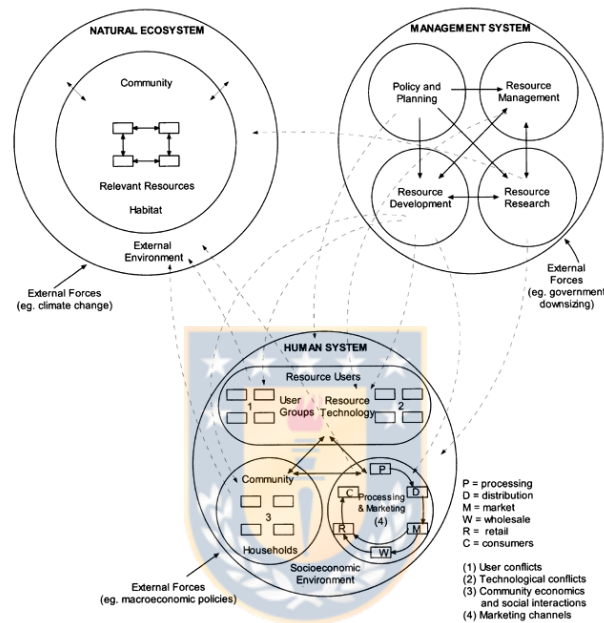 NATURAL ECOSYSTEM
Community
Relevant Resources
Habitat
External
Environment
External Forces
(eg. climate change)
MANAGEMENT SYSTEM
Policy and
Planning
Resource
Management
Resource
Development
Resource
Research
External
Forces
(eg. government
downsizing)
HUMAN SYSTEM
Resource Users
1
User
Groups
Resource
Technology
2
Community
3
Households
P
D
M
W
R
C
Processing
& Marketing
(4)
Socioeconomic
Environment
External Forces
(eg. macroeconomic policies)
P = processing
D = distribution
M = market
W = wholesale
R = retail
C = consumers
(1) User conflicts
(2) Technological conflicts
(3) Community economics
and social interactions
(4) Marketing channels